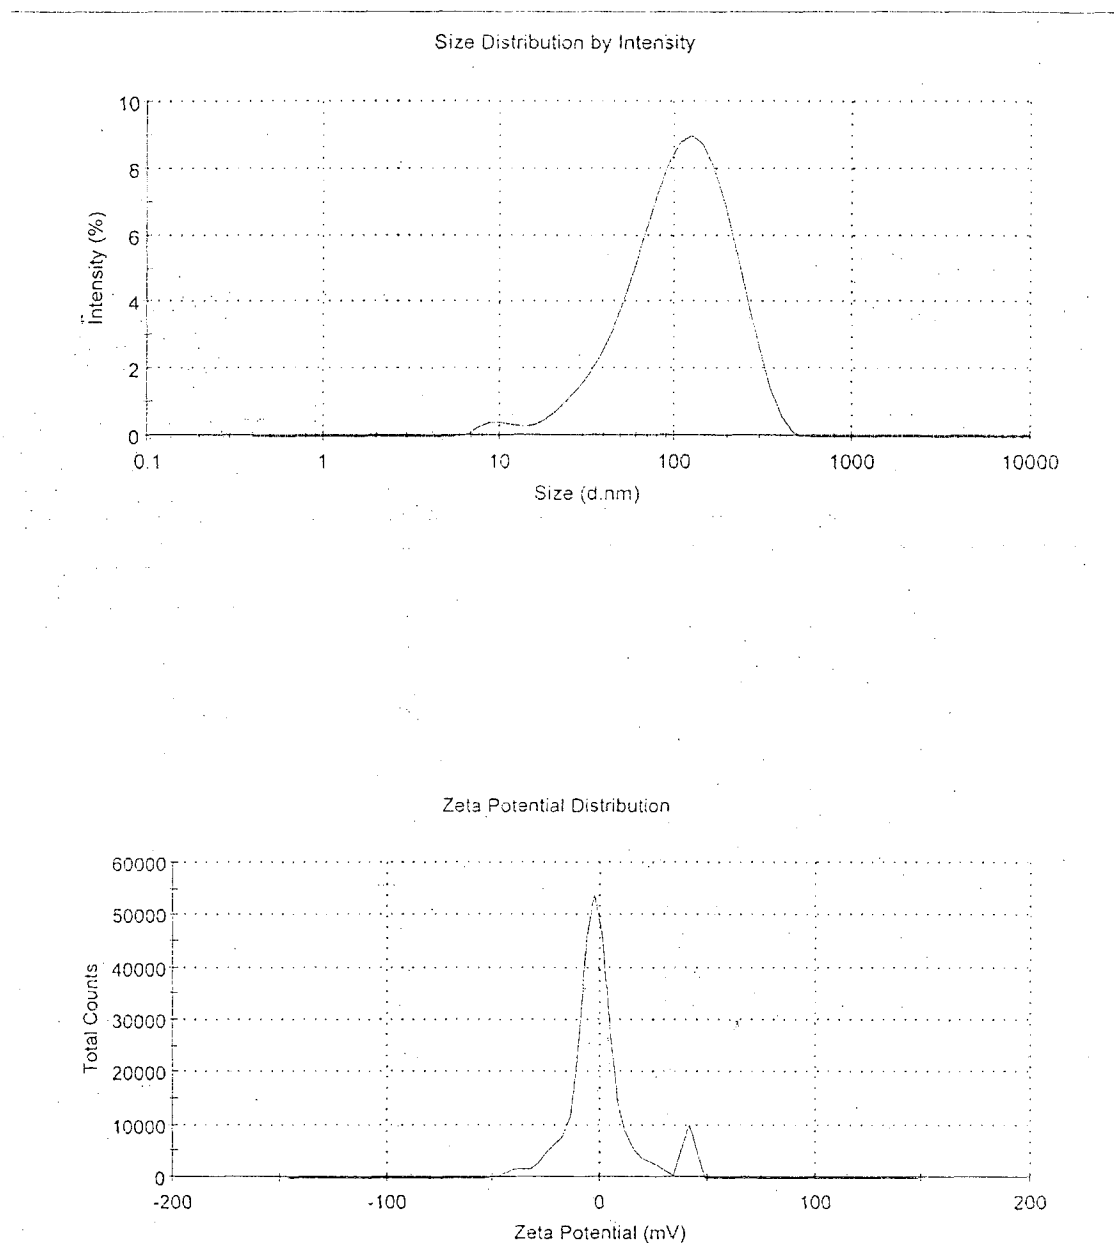 Size Distribution by Intensity
10
8
6
4
2
0
Intensity (%)
0.1 1 10 100 1000 10000
Size (d.nm)
Zeta Potential Distribution
60000
50000
40000
30000
20000
10000
0
Total Counts
-200 -100 0 100 200
Zeta Potential (mV)